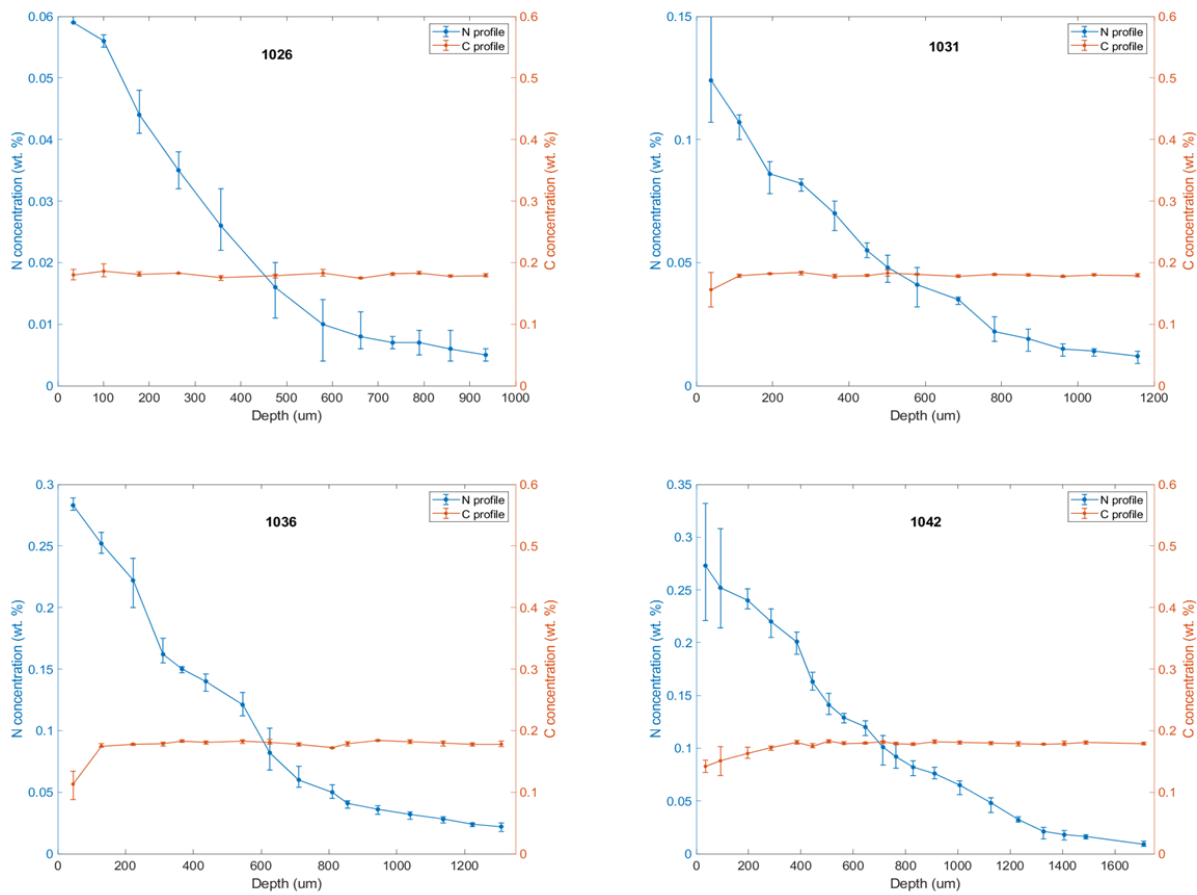 1026
N profile
C profile
N concentration (wt. %)
0.06
0.05
0.04
0.03
0.02
0.01
0
C concentration (wt. %)
0.6
0.5
0.4
0.3
0.2
0.1
0
0 100 200 300 400 500 600 700 800 900 1000
Depth (um)
1031
N profile
C profile
N concentration (wt. %)
0.15
0.1
0.05
0
C concentration (wt. %)
0.6
0.5
0.4
0.3
0.2
0.1
0
0 200 400 600 800 1000 1200
Depth (um)
1036
N profile
C profile
N concentration (wt. %)
0.3
0.25
0.2
0.15
0.1
0.05
0
C concentration (wt. %)
0.6
0.5
0.4
0.3
0.2
0.1
0
0 200 400 600 800 1000 1200
Depth (um)
1042
N profile
C profile
N concentration (wt. %)
0.35
0.3
0.25
0.2
0.15
0.1
0.05
0
C concentration (wt. %)
0.6
0.5
0.4
0.3
0.2
0.1
0
0 200 400 600 800 1000 1200 1400 1600
Depth (um)